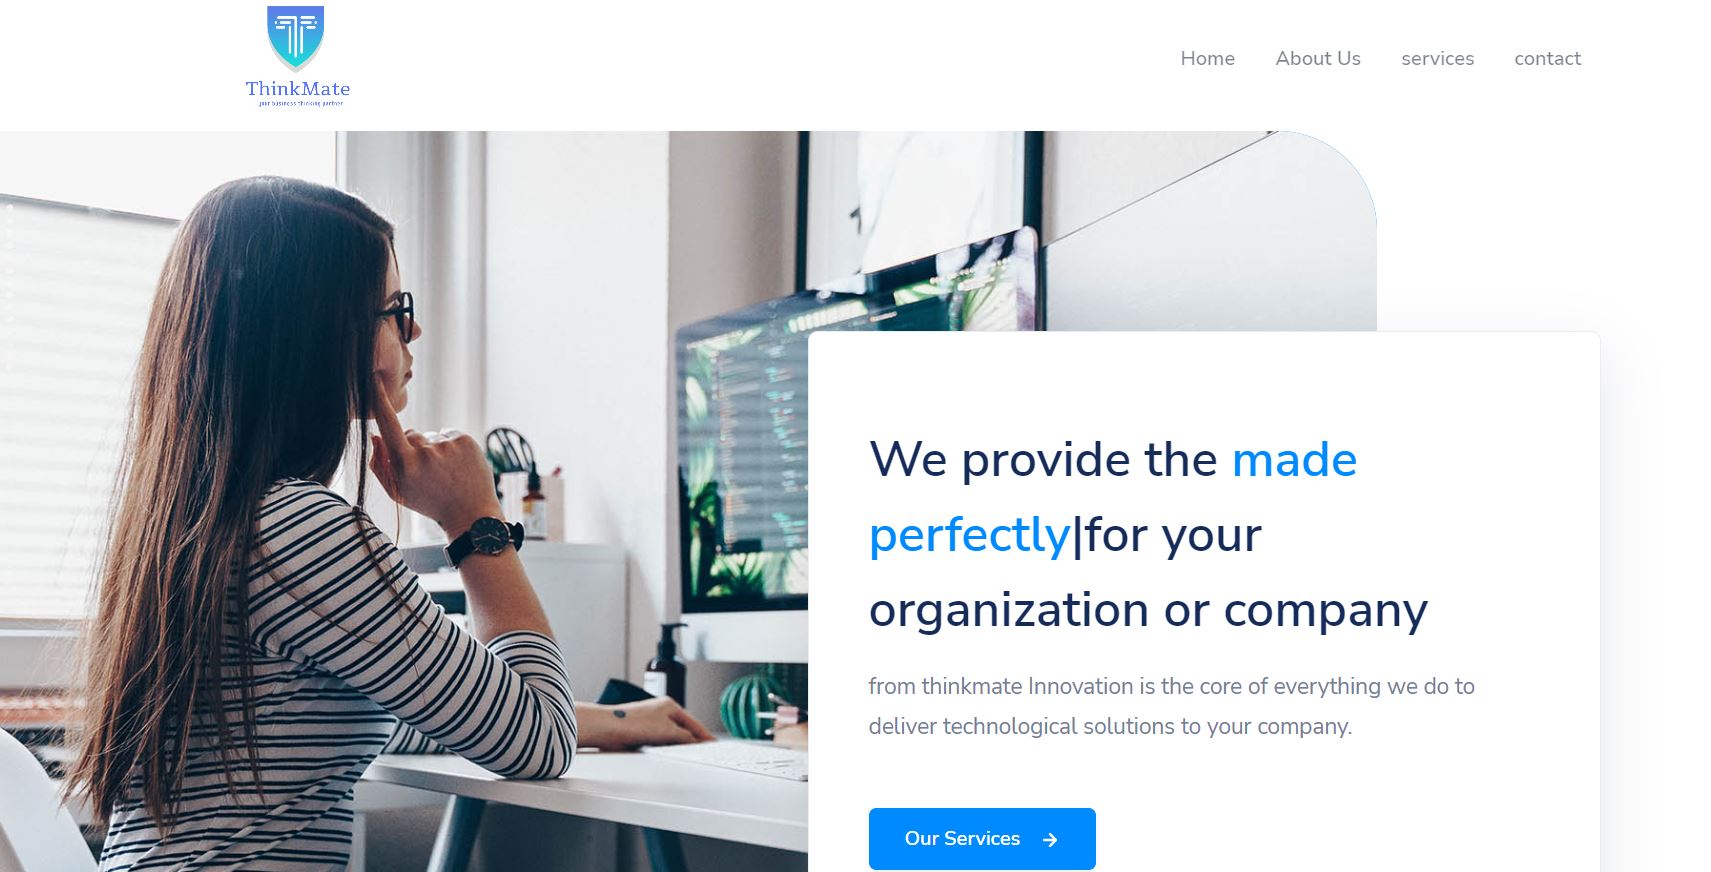 ThinkMate
your business thinking partner
Home
About Us
services
contact
We provide the made
perfectly|for your
organization or company
from thinkmate Innovation is the core of everything we do to
deliver technological solutions to your company.
Our Services